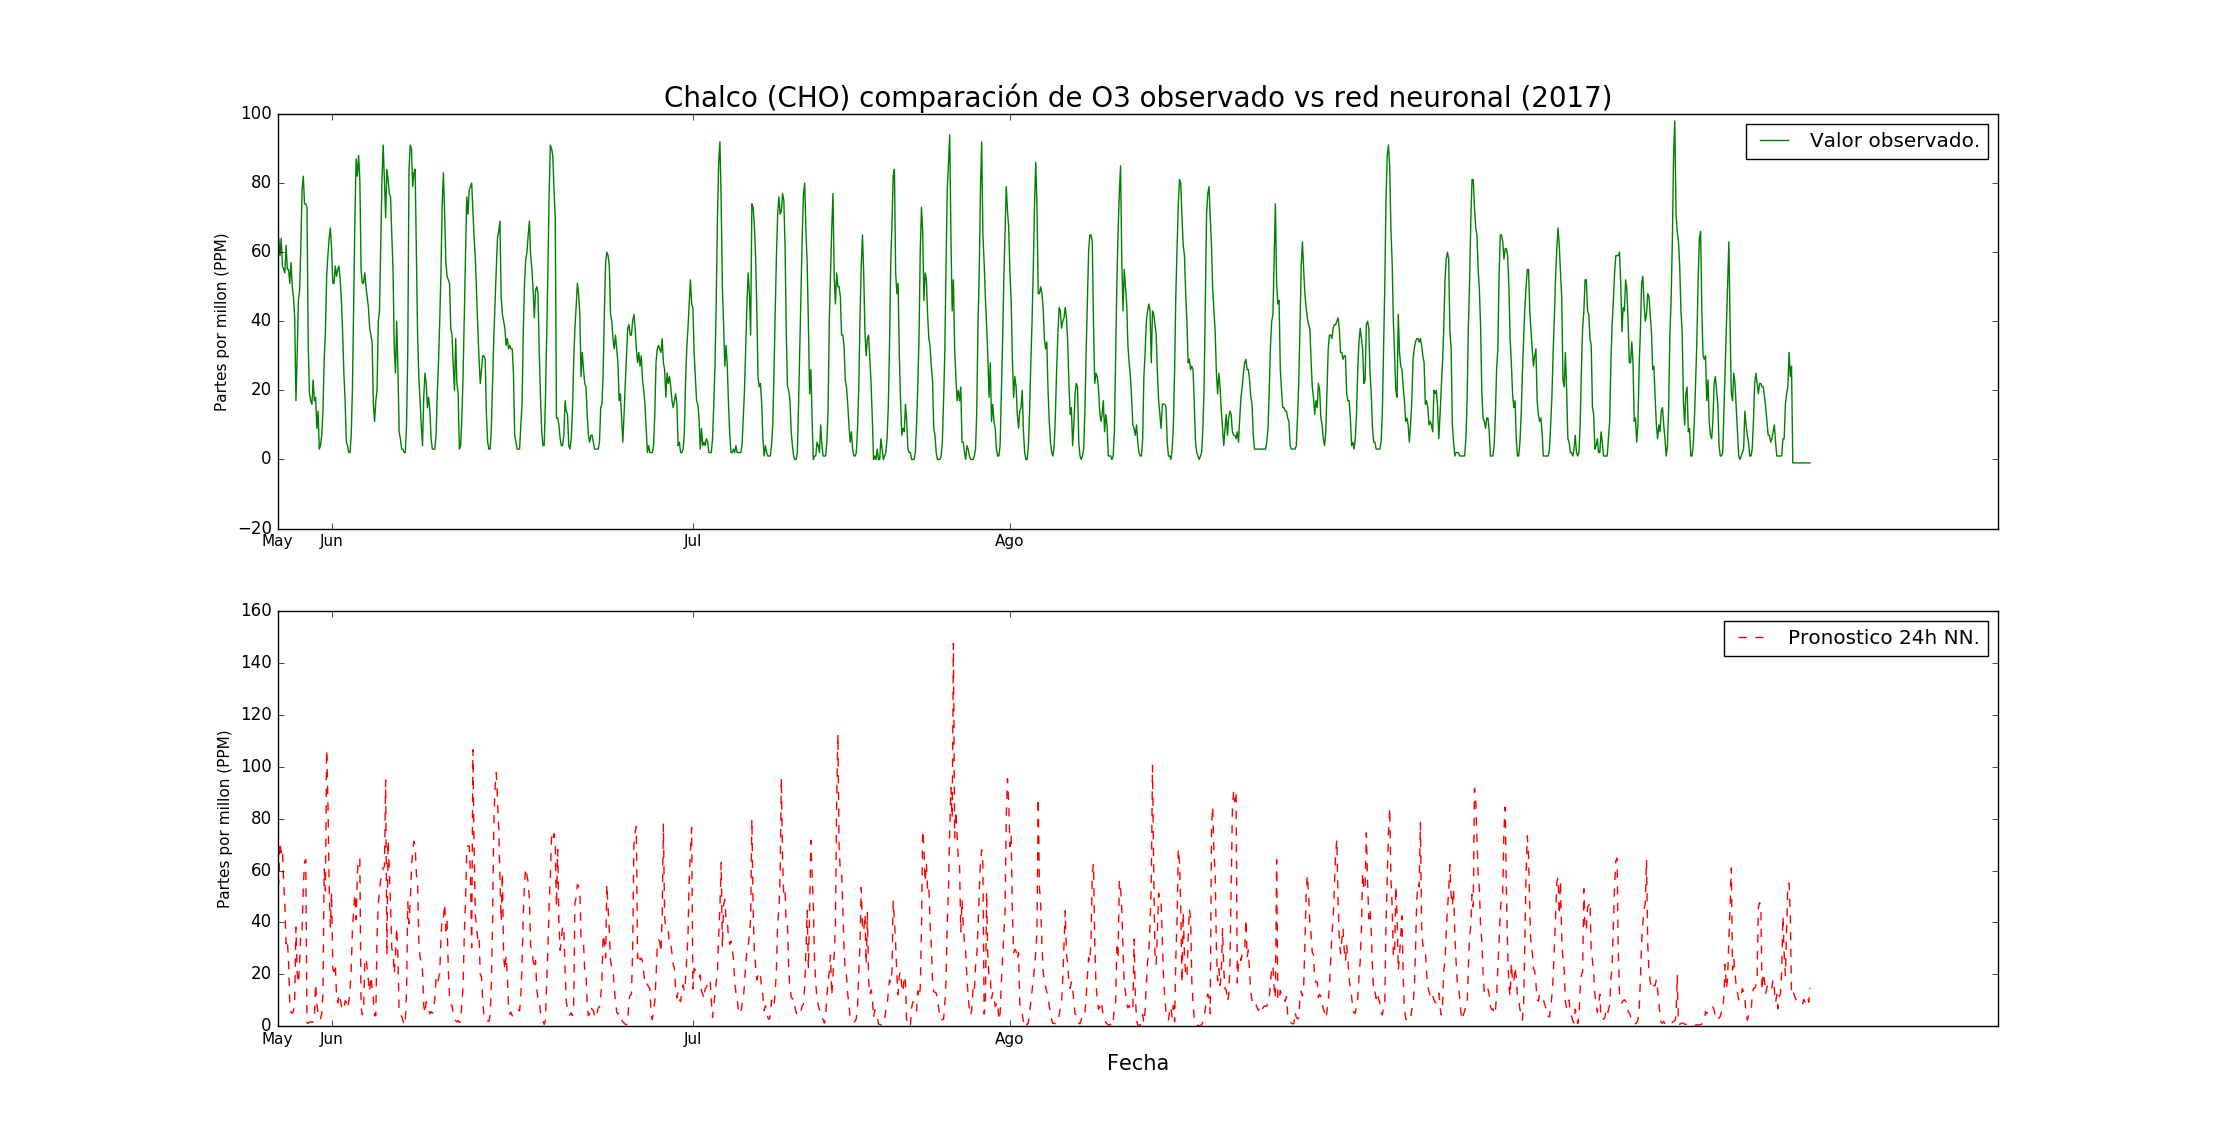 Chalco (CHO) comparación de O3 observado vs red neuronal (2017)
100
80
60
40
20
0
−20
Partes por millon (PPM)
Valor observado.
May Jun Jul Ago
160
140
120
100
80
60
40
20
0
Partes por millon (PPM)
Pronostico 24h NN.
May Jun Jul Ago
Fecha